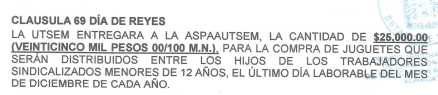 CLAUSULA 69 DÍA DE REYES
LA UTSEM ENTREGARA A LA ASPAAUTSEM, LA CANTIDAD DE $25,000.00
(VEINTICINCO MIL PESOS 00/100 M.N.). PARA LA COMPRA DE JUGUETES QUE
SERÁN DISTRIBUIDOS ENTRE LOS HIJOS DE LOS TRABAJADORES
SINDICALIZADOS MENORES DE 12 AÑOS, EL ÚLTIMO DÍA LABORABLE DEL MES
DE DICIEMBRE DE CADA AÑO.